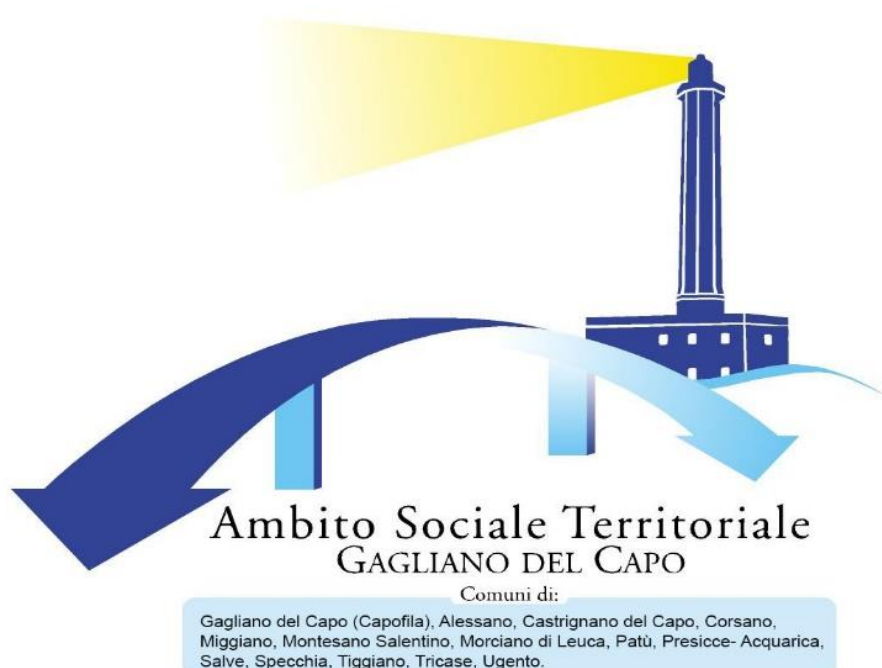 Ambito Sociale Territoriale
GAGLIANO DEL CAPO
Comuni di:
Gagliano del Capo (Capofila), Alessano, Castrignano del Capo, Corsano,
Miggiano, Montesano Salentino, Morciano di Leuca, Patù, Presicce- Acquarica,
Salve, Specchia, Tiggiano, Tricase, Ugento.